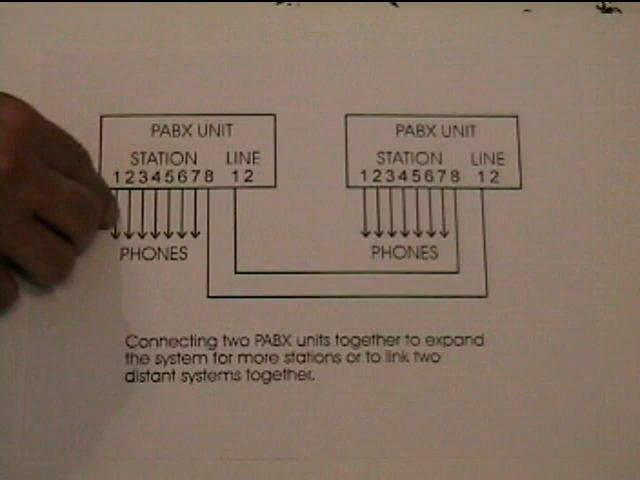 PABX UNIT
STATION LINE
12345678 12
PHONES
PABX UNIT
STATION LINE
12345678 12
PHONES
Connecting two PABX units together to expand
the system for more stations or to link two
distant systems together.